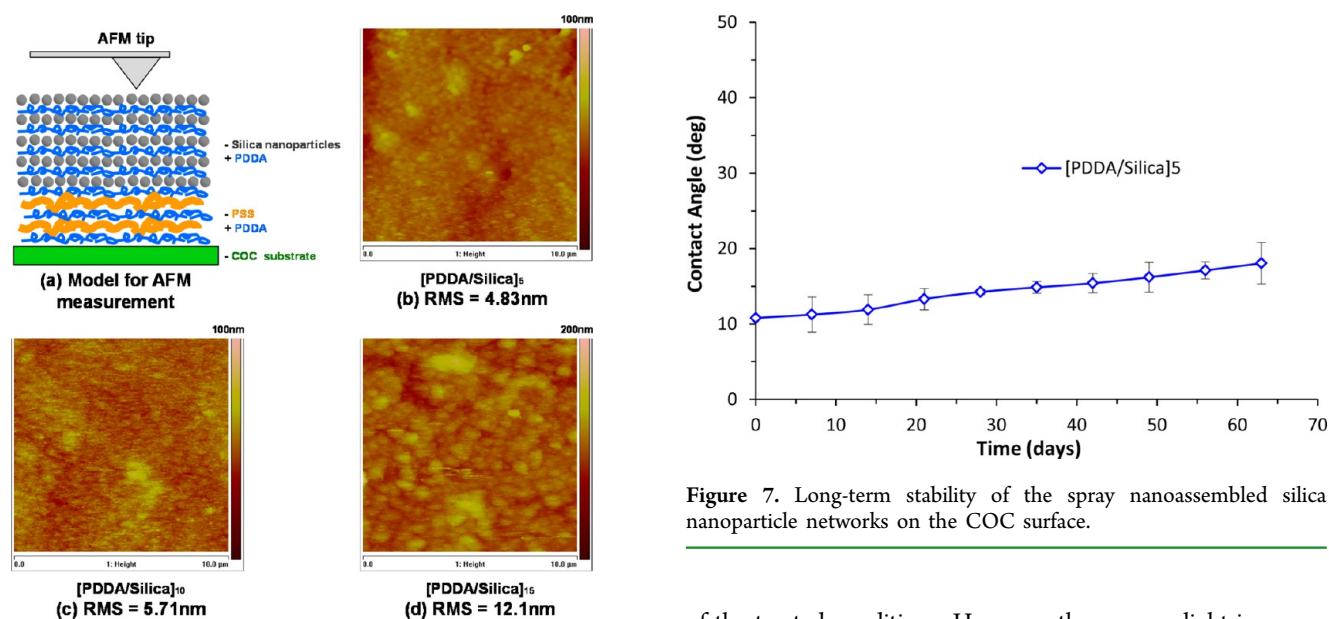 AFM tip
- Silica nanoparticles
+ PDDA
- PSS
+ PDDA
- COC substrate
(a) Model for AFM
measurement
100nm
0.0 1: Height 10.0 µm
[PDDA/Silica]₅
(b) RMS = 4.83nm
100nm
0.0 1: Height 10.0 µm
[PDDA/Silica]₁₀
(c) RMS = 5.71nm
200nm
0.0 1: Height 10.0 µm
[PDDA/Silica]₁₅
(d) RMS = 12.1nm
50
40
30
20
10
0
Contact Angle (deg)
[PDDA/Silica]5
0 10 20 30 40 50 60 70
Time (days)
Figure 7. Long-term stability of the spray nanoassembled silica
nanoparticle networks on the COC surface.